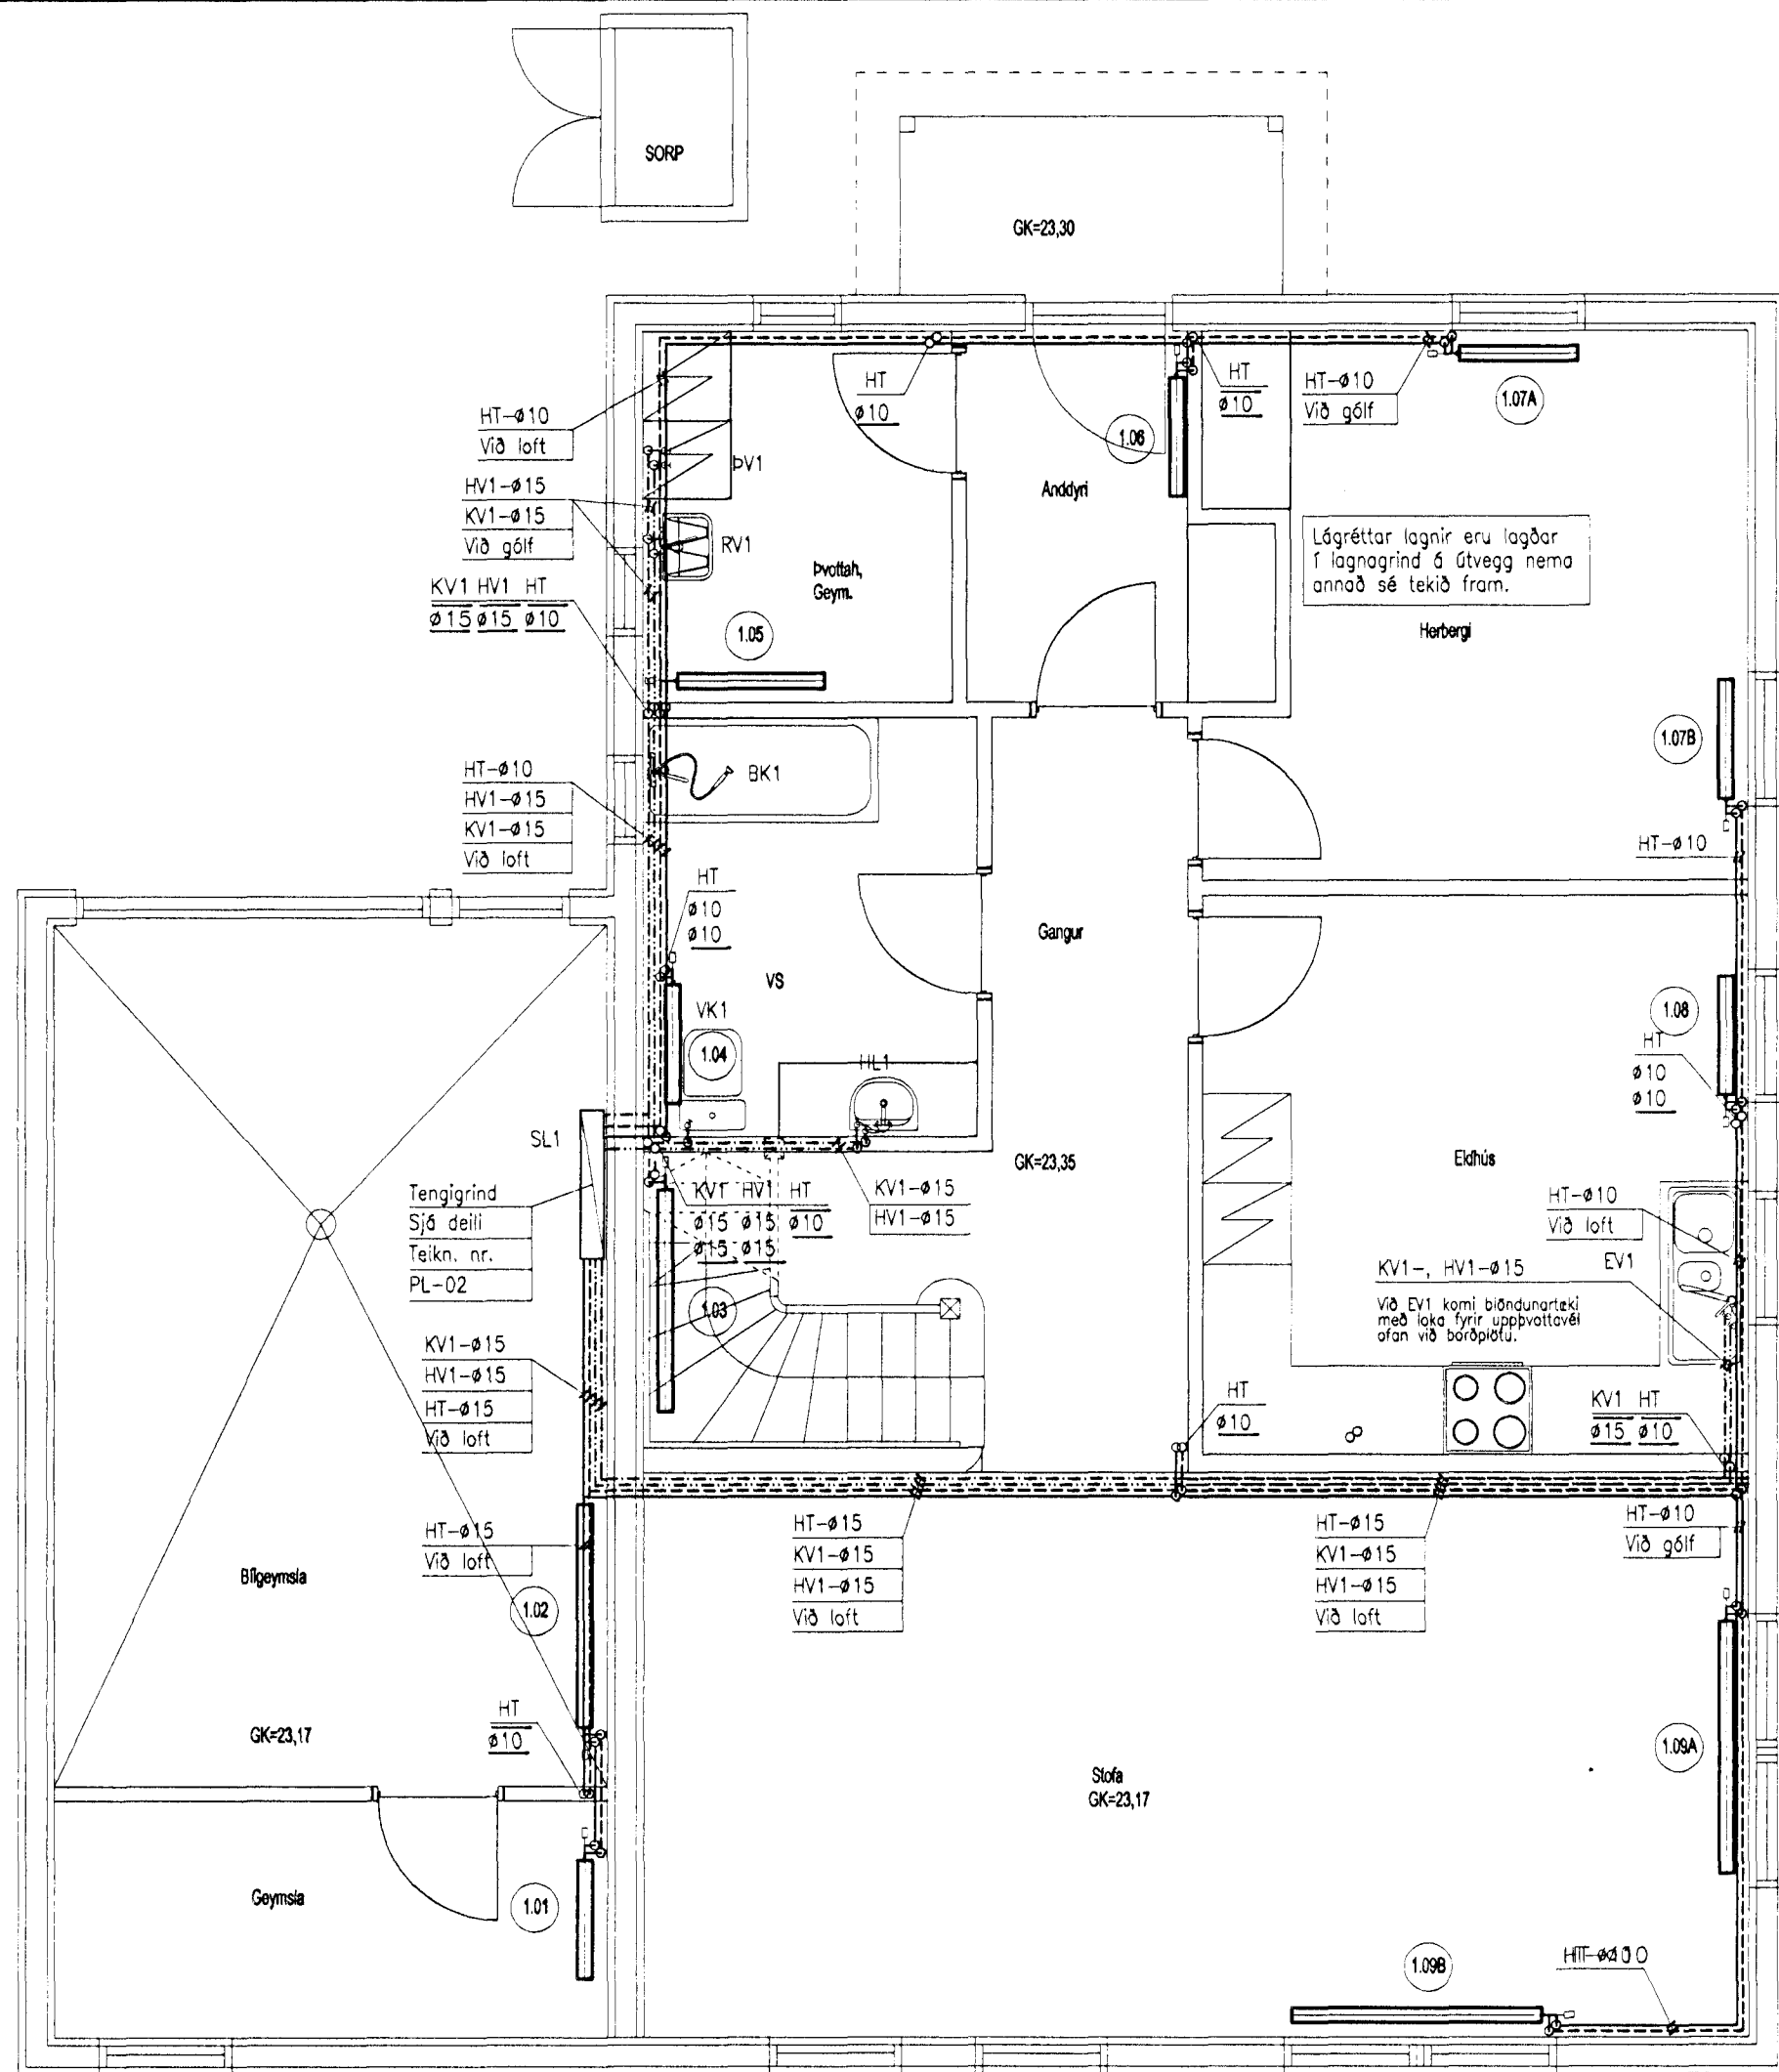 SORP
GK=23,30
HT-ø10
Við loft
HT
ø10
HT
ø10
HT-ø10
Við gólf
1.07A
1.06
ÞV1
HV1-ø15
KV1-ø15
Við gólf
RV1
Anddyri
Lágréttar lagnir eru lagðar
í lagnagrind á útvegg nema
annað sé tekið fram.
Þvottah,
Geym.
KV1 HV1 HT
ø15 ø15 ø10
1.05
Herbergi
1.07B
HT-ø10
HV1-ø15
KV1-ø15
Við loft
BK1
HT-ø10
HT
ø10
ø10
Gangur
VS
VK1
1.04
HL1
1.08
HT
ø10
ø10
SL1
GK=23,35
Eldhús
Tengigrind
Sjá deili
Teikn. nr.
PL-02
KV1 HV1 HT
ø15 ø15 ø10
ø15 ø15
KV1-ø15
HV1-ø15
HT-ø10
Við loft
EV1
KV1-, HV1-ø15
Við EV1 komi blöndunartæki
með loka fyrir uppþvottavél
ofan við borðplötu.
1.03
KV1-ø15
HV1-ø15
HT-ø15
Við loft
HT
ø10
KV1 HT
ø15 ø10
HT-ø15
Við loft
HT-ø15
KV1-ø15
HV1-ø15
Við loft
HT-ø15
KV1-ø15
HV1-ø15
Við loft
HT-ø10
Við gólf
Bílgeymsla
1.02
HT
ø10
GK=23,17
1.09A
Stofa
GK=23,17
Geymsla
1.01
1.09B